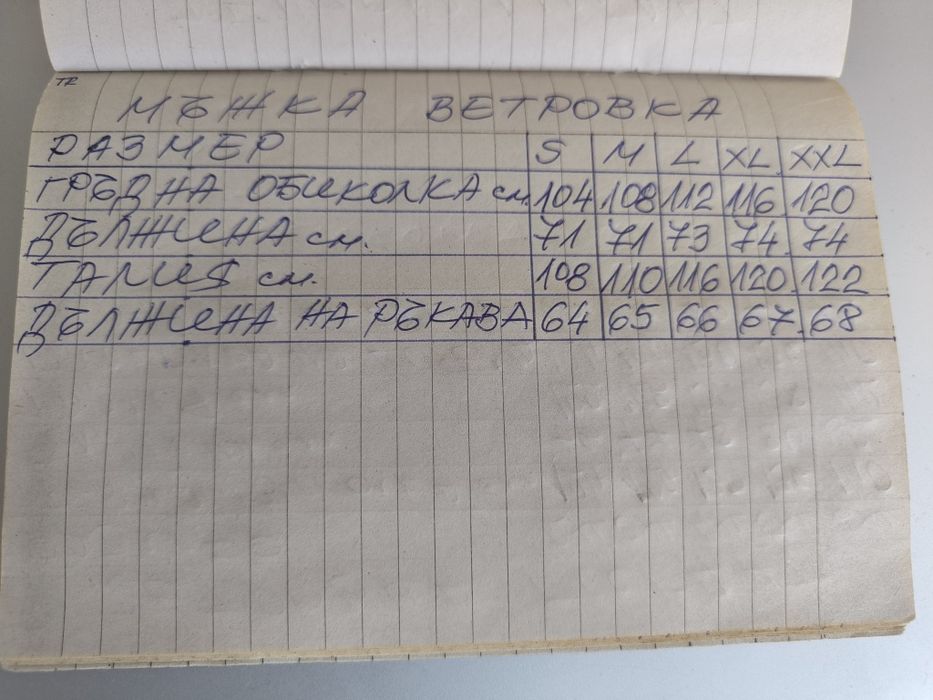 TR
МЪЖКА ВЕТРОВКА
РАЗМЕР S M L XL XXL
ГРЪДНА ОБИКОЛКА см. 104 108 112 116 120
ДЪЛЖИНА см. 71 71 73 74 74
ТАЛИЯ см. 108 110 116 120 122
ДЪЛЖИНА НА РЪКАВА 64 65 66 67 68